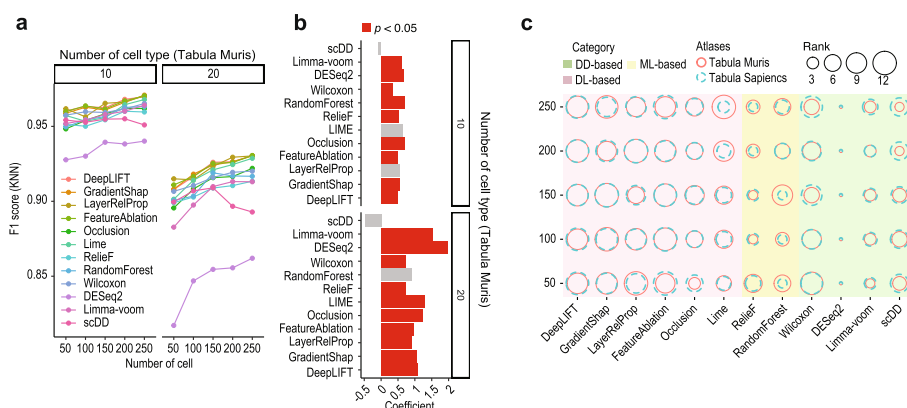 a
Number of cell type (Tabula Muris)
10
20
F1 score (KNN)
0.95
0.90
0.85
DeepLIFT
GradientShap
LayerRelProp
FeatureAblation
Occlusion
Lime
RelieF
RandomForest
Wilcoxon
DESeq2
Limma-voom
scDD
50 100 150 200 250
50 100 150 200 250
Number of cell
b
p < 0.05
scDD
Limma-voom
DESeq2
Wilcoxon
RandomForest
RelieF
LIME
Occlusion
FeatureAblation
LayerRelProp
GradientShap
DeepLIFT
10
scDD
Limma-voom
DESeq2
Wilcoxon
RandomForest
RelieF
LIME
Occlusion
FeatureAblation
LayerRelProp
GradientShap
DeepLIFT
20
Number of cell type (Tabula Muris)
-0.5 0 0.5 1 1.5 2
Coefficient
c
Category
DD-based
ML-based
DL-based
Atlases
Tabula Muris
Tabula Sapiens
Rank
3 6 9 12
250
200
150
100
50
DeepLIFT
GradientShap
LayerRelProp
FeatureAblation
Occlusion
Lime
RelieF
RandomForest
Wilcoxon
DESeq2
Limma-voom
scDD